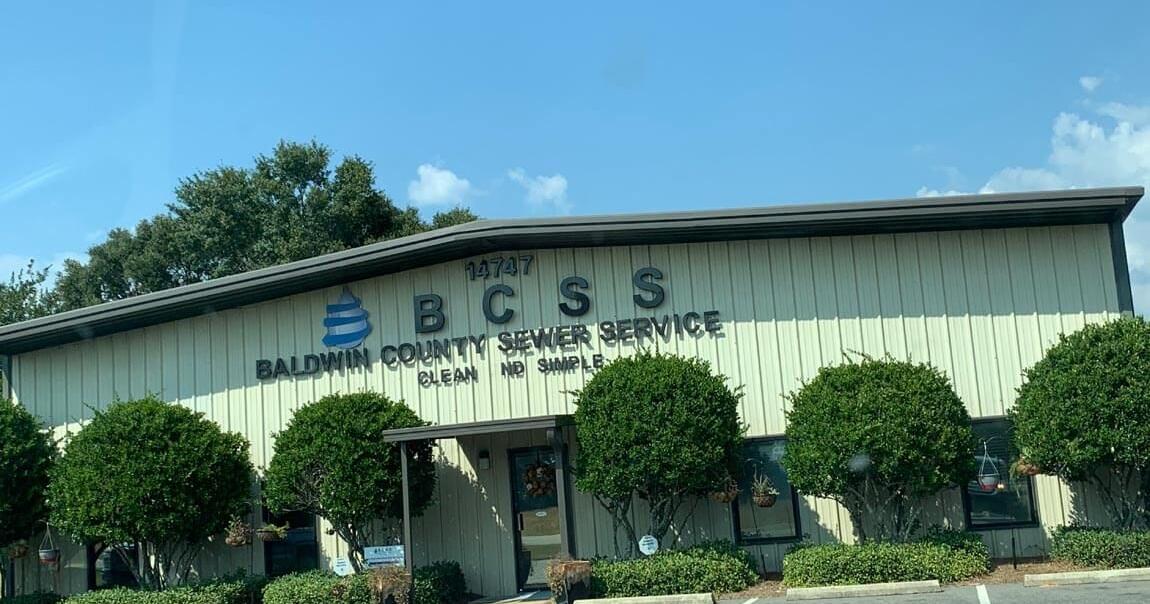 14747
BCSS
BALDWIN COUNTY SEWER SERVICE
CLEAN ND SIMPLE